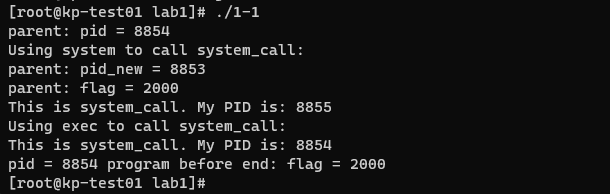 [root@kp-test01 lab1]# ./1-1
parent: pid = 8854
Using system to call system_call:
parent: pid_new = 8853
parent: flag = 2000
This is system_call. My PID is: 8855
Using exec to call system_call:
This is system_call. My PID is: 8854
pid = 8854 program before end: flag = 2000
[root@kp-test01 lab1]#